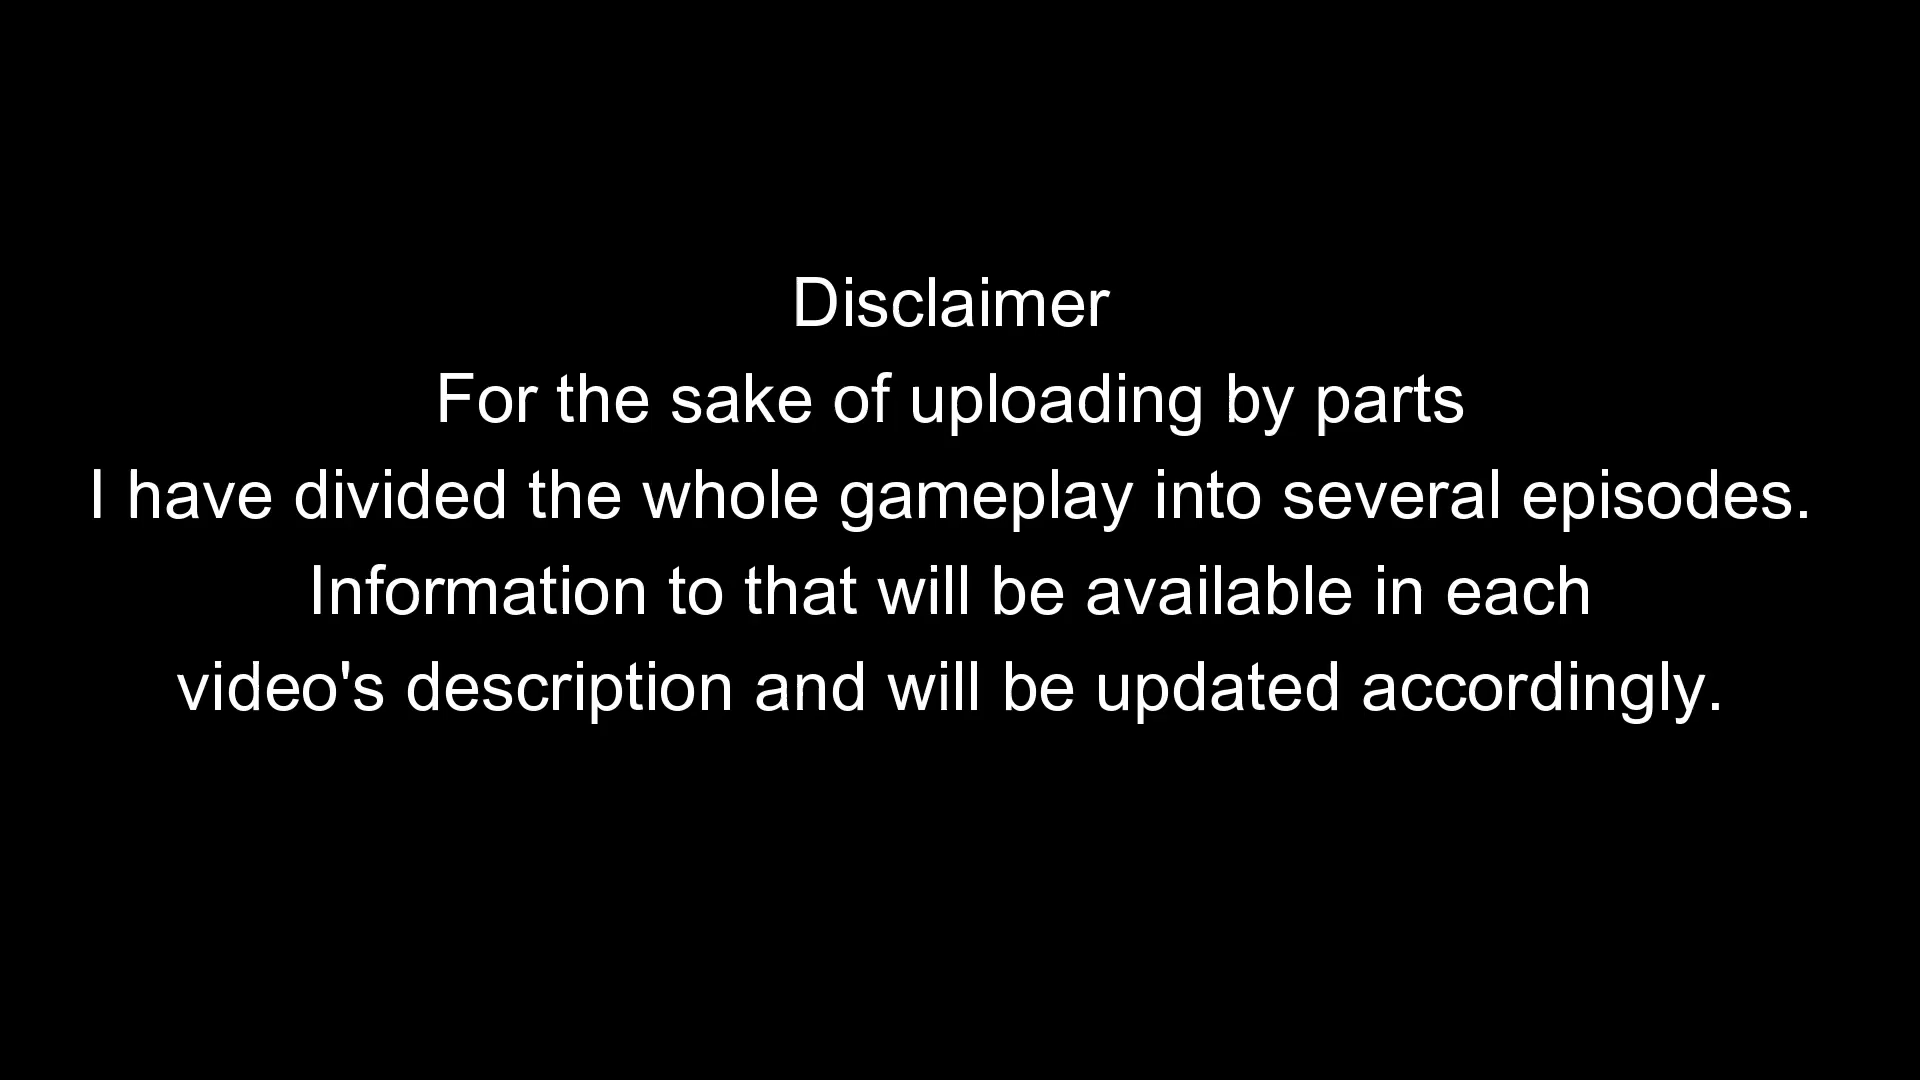 Disclaimer
For the sake of uploading by parts
I have divided the whole gameplay into several episodes.
Information to that will be available in each
video's description and will be updated accordingly.